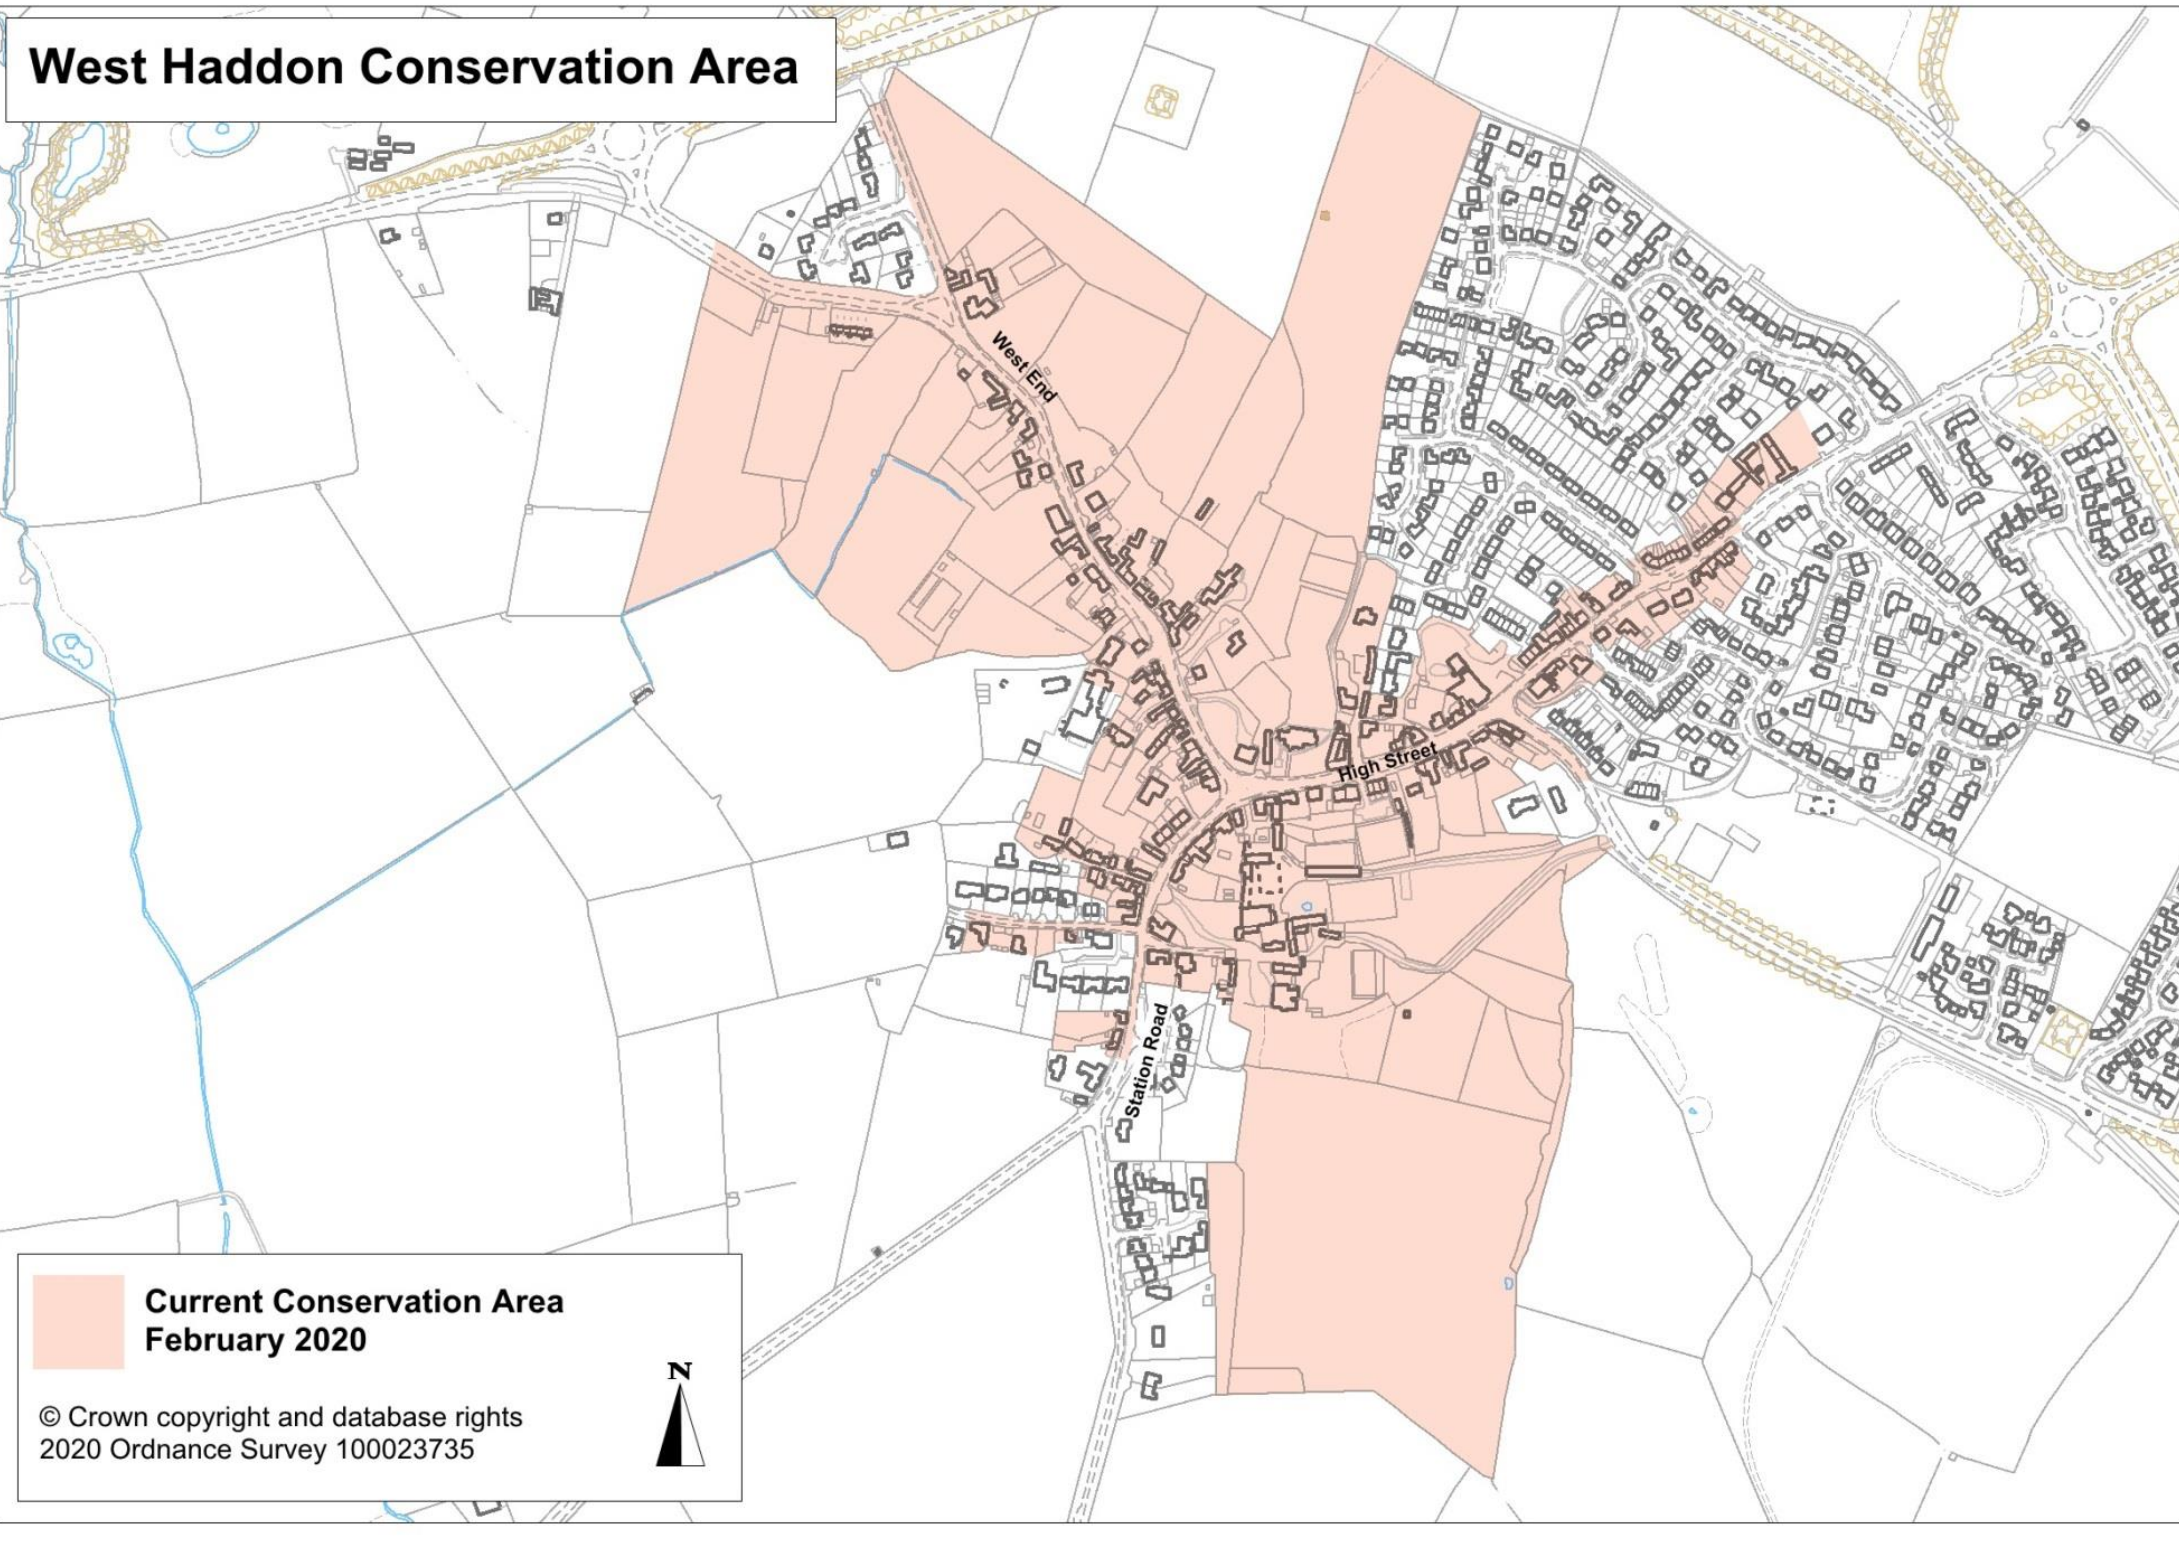 West Haddon Conservation Area
West End
High Street
Station Road
Current Conservation Area
February 2020
N
© Crown copyright and database rights
2020 Ordnance Survey 100023735